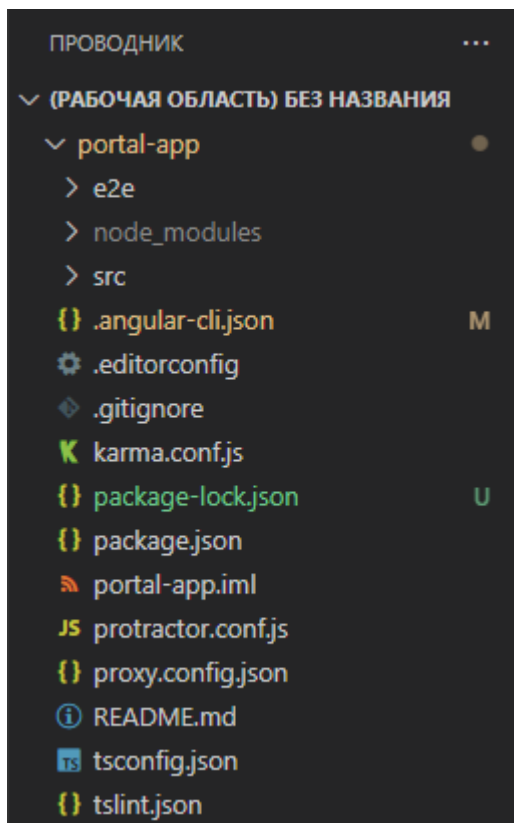 ПРОВОДНИК ...
(РАБОЧАЯ ОБЛАСТЬ) БЕЗ НАЗВАНИЯ
portal-app
e2e
node_modules
src
{} .angular-cli.json M
.editorconfig
.gitignore
K karma.conf.js
{} package-lock.json U
{} package.json
portal-app.iml
JS protractor.conf.js
{} proxy.config.json
README.md
TS tsconfig.json
{} tslint.json